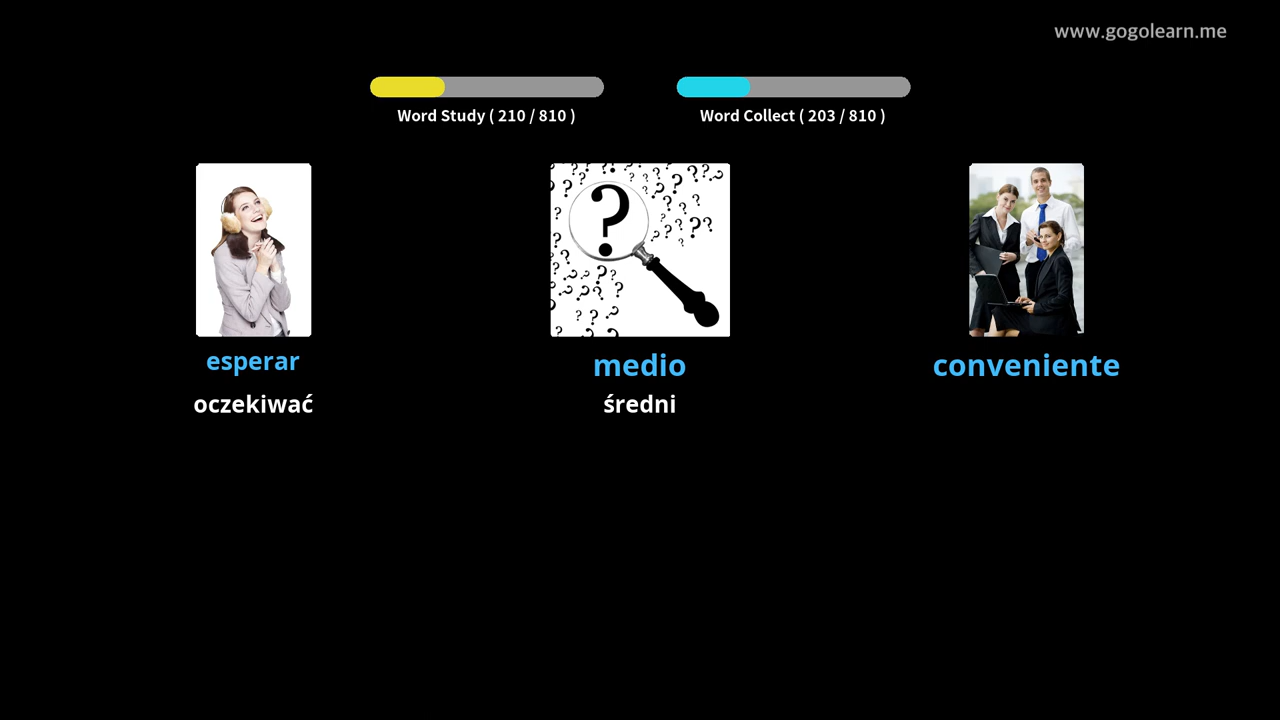 www.gogolearn.me
Word Study ( 210 / 810 )
Word Collect ( 203 / 810 )
esperar
medio
conveniente
oczekiwać
średni